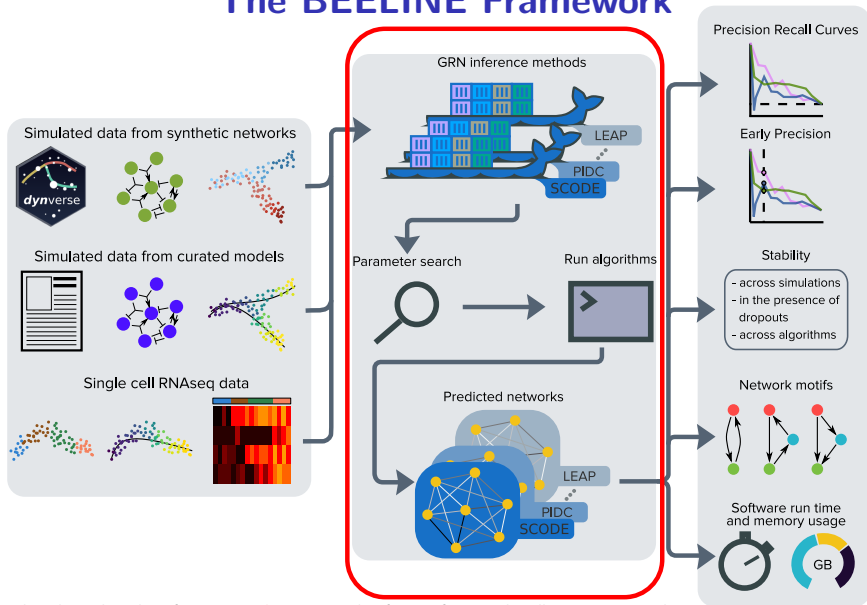 The BEELINE Framework
Simulated data from synthetic networks
dynverse
Simulated data from curated models
Single cell RNAseq data
GRN inference methods
LEAP
PIDC
SCODE
Parameter search
Run algorithms
Predicted networks
LEAP
PIDC
SCODE
Precision Recall Curves
Early Precision
Stability
- across simulations
- in the presence of
dropouts
- across algorithms
Network motifs
Software run time
and memory usage
GB